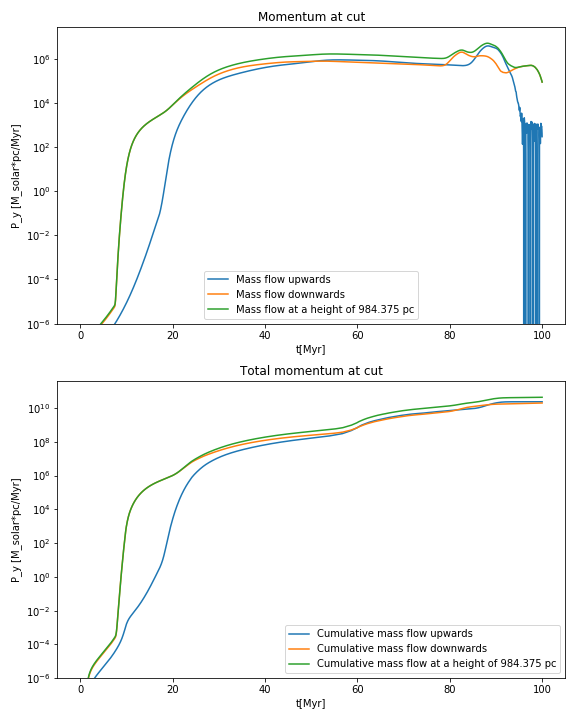 Momentum at cut
10^6
10^4
10^2
10^0
10^-2
10^-4
10^-6
P_y [M_solar*pc/Myr]
Mass flow upwards
Mass flow downwards
Mass flow at a height of 984.375 pc
0 20 40 60 80 100
t[Myr]
Total momentum at cut
10^10
10^8
10^6
10^4
10^2
10^0
10^-2
10^-4
10^-6
P_y [M_solar*pc/Myr]
Cumulative mass flow upwards
Cumulative mass flow downwards
Cumulative mass flow at a height of 984.375 pc
0 20 40 60 80 100
t[Myr]